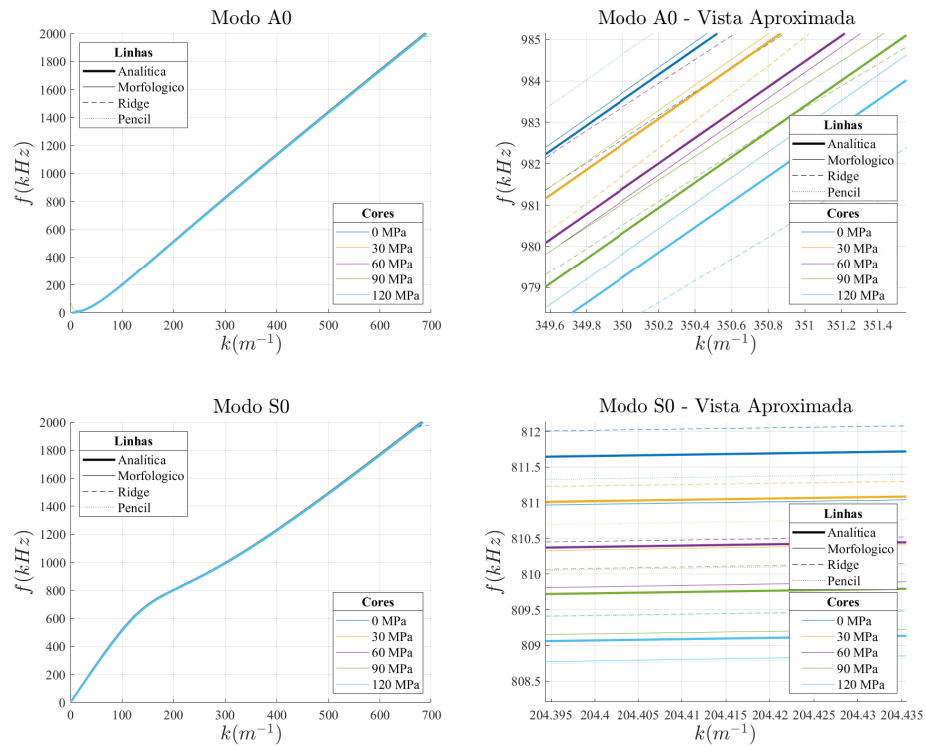 Modo A0
2000
1800
1600
1400
1200
1000
800
600
400
200
0
f(kHz)
Linhas
Analítica
Morfologico
Ridge
Pencil
Cores
0 MPa
30 MPa
60 MPa
90 MPa
120 MPa
0 100 200 300 400 500 600 700
k(m⁻¹)
Modo A0 - Vista Aproximada
985
984
983
982
981
980
979
f(kHz)
Linhas
Analítica
Morfologico
Ridge
Pencil
Cores
0 MPa
30 MPa
60 MPa
90 MPa
120 MPa
349.6 349.8 350 350.2 350.4 350.6 350.8 351 351.2 351.4
k(m⁻¹)
Modo S0
2000
1800
1600
1400
1200
1000
800
600
400
200
0
f(kHz)
Linhas
Analítica
Morfologico
Ridge
Pencil
Cores
0 MPa
30 MPa
60 MPa
90 MPa
120 MPa
0 100 200 300 400 500 600 700
k(m⁻¹)
Modo S0 - Vista Aproximada
812
811.5
811
810.5
810
809.5
809
808.5
f(kHz)
Linhas
Analítica
Morfologico
Ridge
Pencil
Cores
0 MPa
30 MPa
60 MPa
90 MPa
120 MPa
204.395 204.4 204.405 204.41 204.415 204.42 204.425 204.43 204.435
k(m⁻¹)